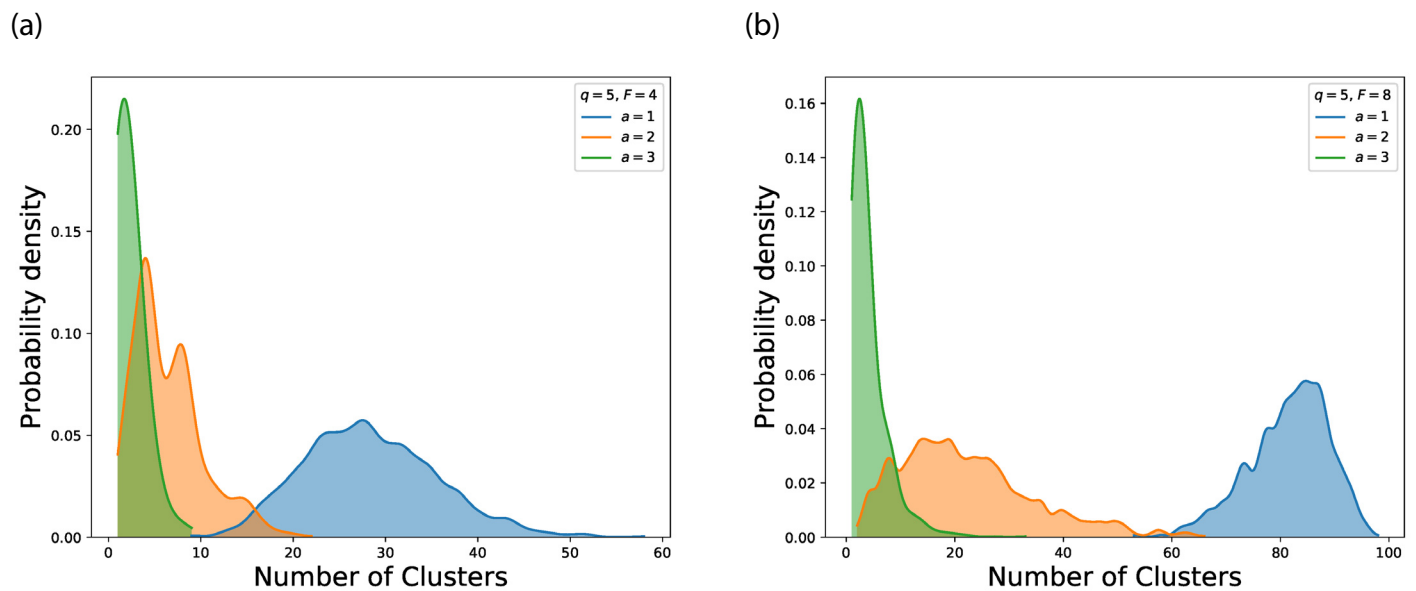 (a)
(b)
q = 5, F = 4
a = 1
a = 2
a = 3
0.20
0.15
0.10
0.05
0.00
Probability density
0 10 20 30 40 50 60
Number of Clusters
q = 5, F = 8
a = 1
a = 2
a = 3
0.16
0.14
0.12
0.10
0.08
0.06
0.04
0.02
0.00
Probability density
0 20 40 60 80 100
Number of Clusters